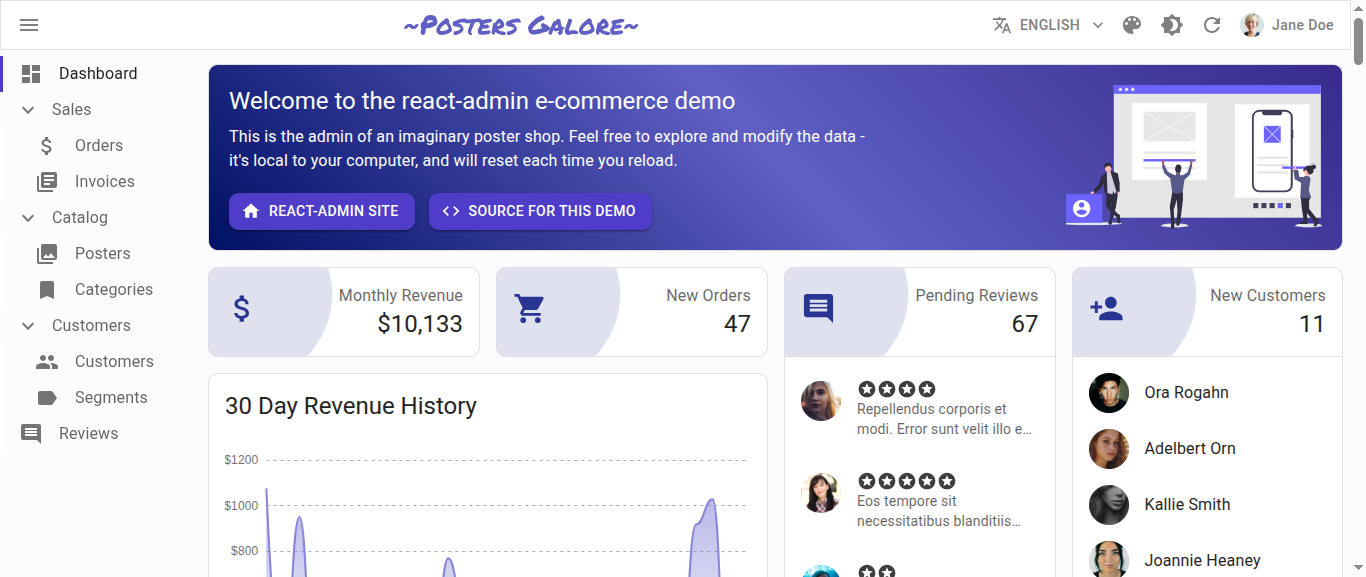 ~Posters Galore~
ENGLISH
Jane Doe
Dashboard
Sales
Orders
Invoices
Catalog
Posters
Categories
Customers
Customers
Segments
Reviews
Welcome to the react-admin e-commerce demo
This is the admin of an imaginary poster shop. Feel free to explore and modify the data -
it's local to your computer, and will reset each time you reload.
REACT-ADMIN SITE
SOURCE FOR THIS DEMO
Monthly Revenue
$10,133
New Orders
47
Pending Reviews
67
New Customers
11
30 Day Revenue History
$1200
$1000
$800
Repellendus corporis et
modi. Error sunt velit illo e…
Eos tempore sit
necessitatibus blanditiis…
Ora Rogahn
Adelbert Orn
Kallie Smith
Joannie Heaney